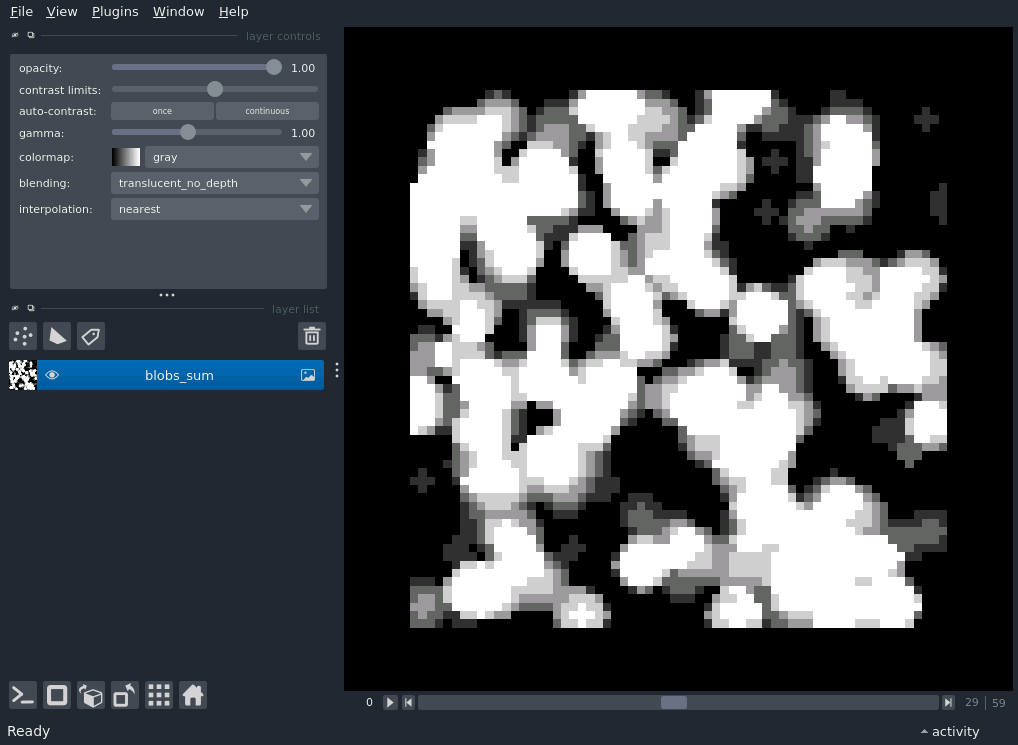 File View Plugins Window Help
layer controls
opacity: 1.00
contrast limits:
auto-contrast: once continuous
gamma: 1.00
colormap: gray
blending: translucent_no_depth
interpolation: nearest
layer list
blobs_sum
0 29 59
Ready activity